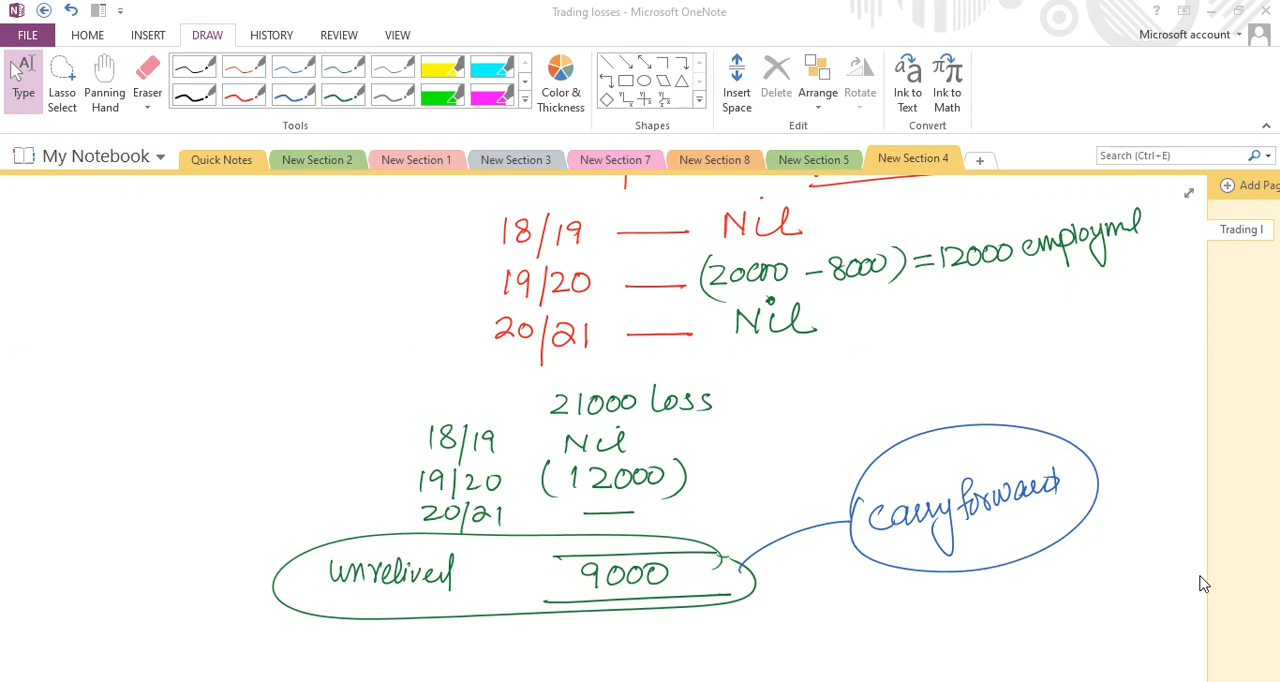 Trading losses - Microsoft OneNote
Microsoft account
FILE HOME INSERT DRAW HISTORY REVIEW VIEW
Type
Lasso Select
Panning Hand
Eraser
Color & Thickness
Insert Space
Delete
Arrange
Rotate
Ink to Text
Ink to Math
Tools
Shapes
Edit
Convert
My Notebook
Quick Notes
New Section 2
New Section 1
New Section 3
New Section 7
New Section 8
New Section 5
New Section 4
Search (Ctrl+E)
Add Pag
Trading l
18/19 — Nil
19/20 — (20000 - 8000) = 12000 employme
20/21 — Nil
21000 loss
18/19 Nil
19/20 (12000)
20/21 —
unrelived 9000
carryforward